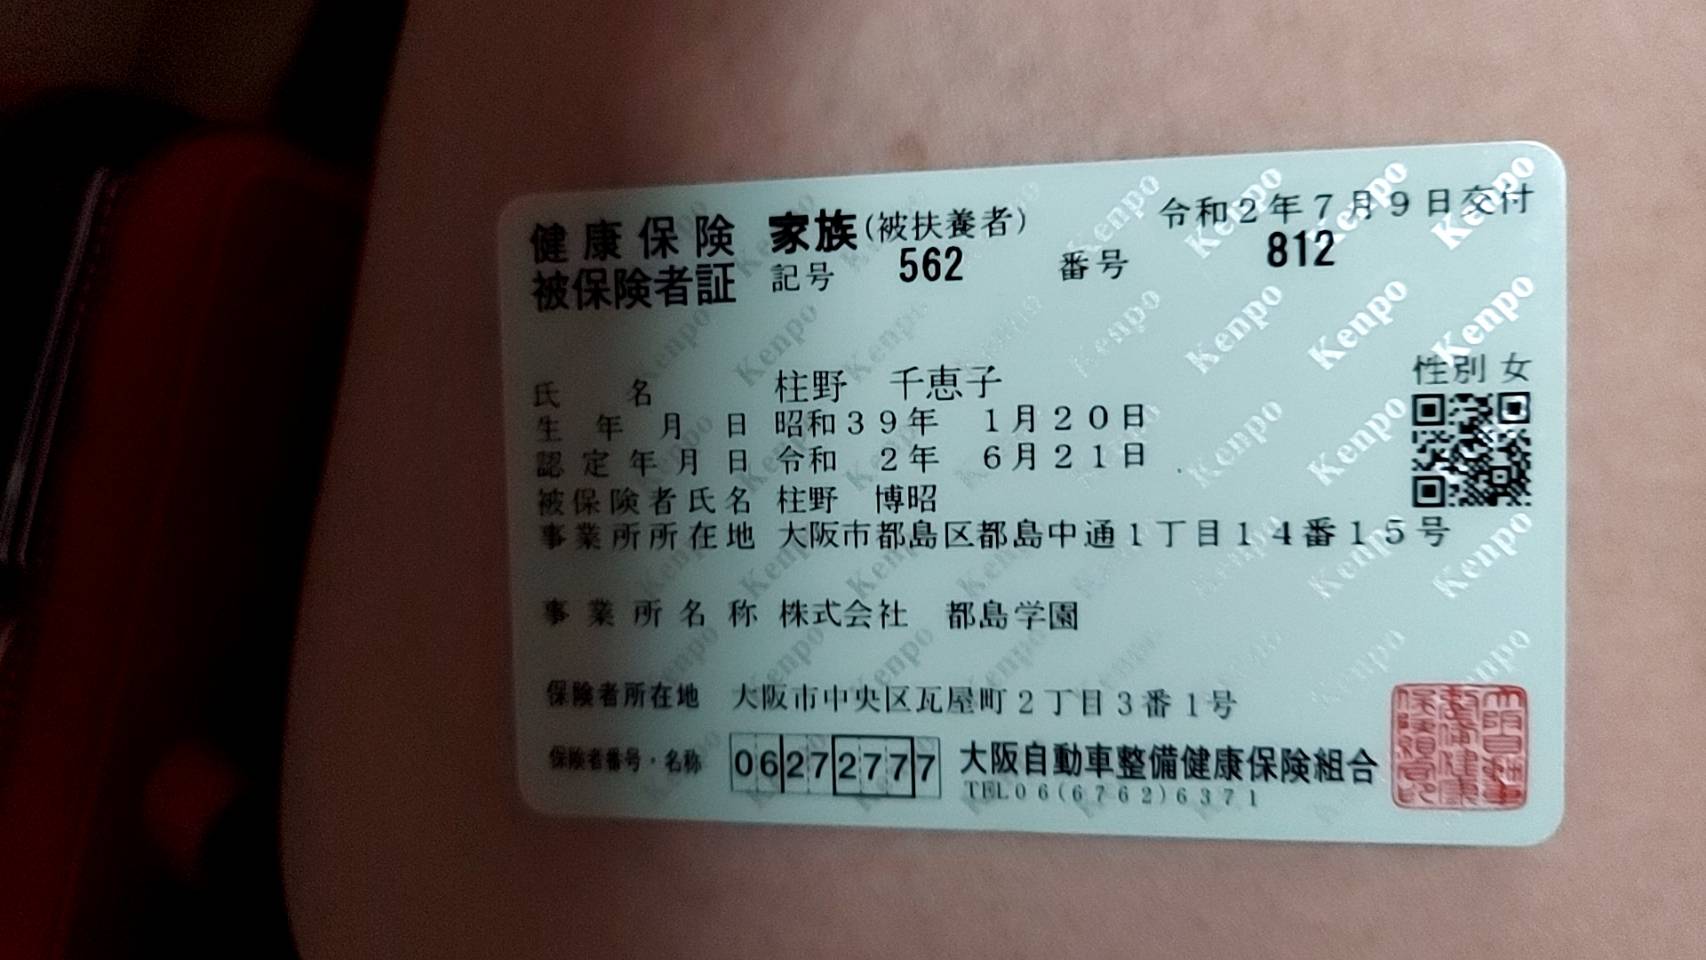 健康保険 家族(被扶養者) 令和2年7月9日交付
被保険者証 記号 562 番号 812
性別 女
氏名 柱野 千恵子
生年月日 昭和39年 1月20日
認定年月日 令和 2年 6月21日
被保険者氏名 柱野 博昭
事業所所在地 大阪市都島区都島中通1丁目14番15号
事業所名称 株式会社 都島学園
保険者所在地 大阪市中央区瓦屋町2丁目3番1号
保険者番号・名称 06272777 大阪自動車整備健康保険組合
TEL06(6762)6371
Kenpo